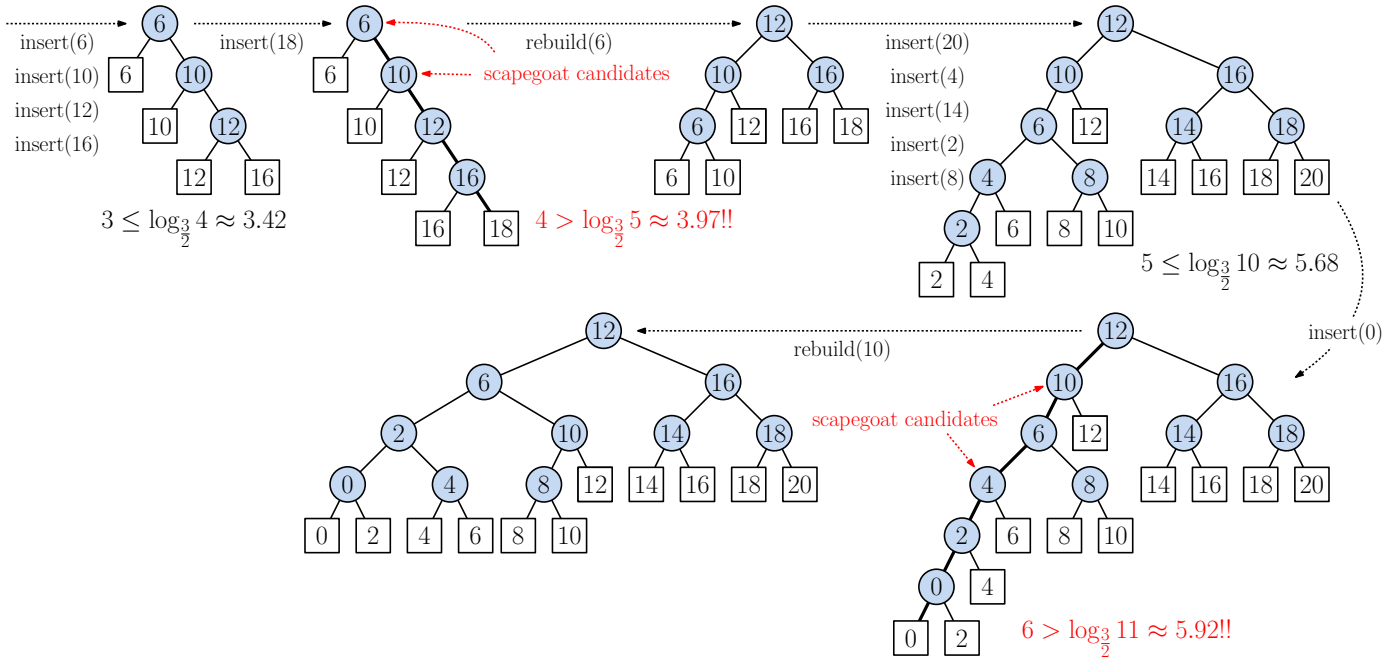 6 6 12 12
insert(6) insert(18) rebuild(6) insert(20)
6 10 6 10 scapegoat candidates 10 16 insert(4) 10 16
insert(10)
insert(12) 10 12 10 12 6 12 16 18 insert(14) 6 12 14 18
insert(16) insert(2)
12 16 12 16 6 10 insert(8) 4 8 14 16 18 20
3 ≤ log 3/2 4 ≈ 3.42 16 18 4 > log 3/2 5 ≈ 3.97!! 2 6 8 10
2 4 5 ≤ log 3/2 10 ≈ 5.68
12 rebuild(10) 12 insert(0)
6 16 10 16
scapegoat candidates
2 10 14 18 6 12 14 18
0 4 8 12 14 16 18 20 4 8 14 16 18 20
0 2 4 6 8 10 2 6 8 10
0 4
0 2 6 > log 3/2 11 ≈ 5.92!!